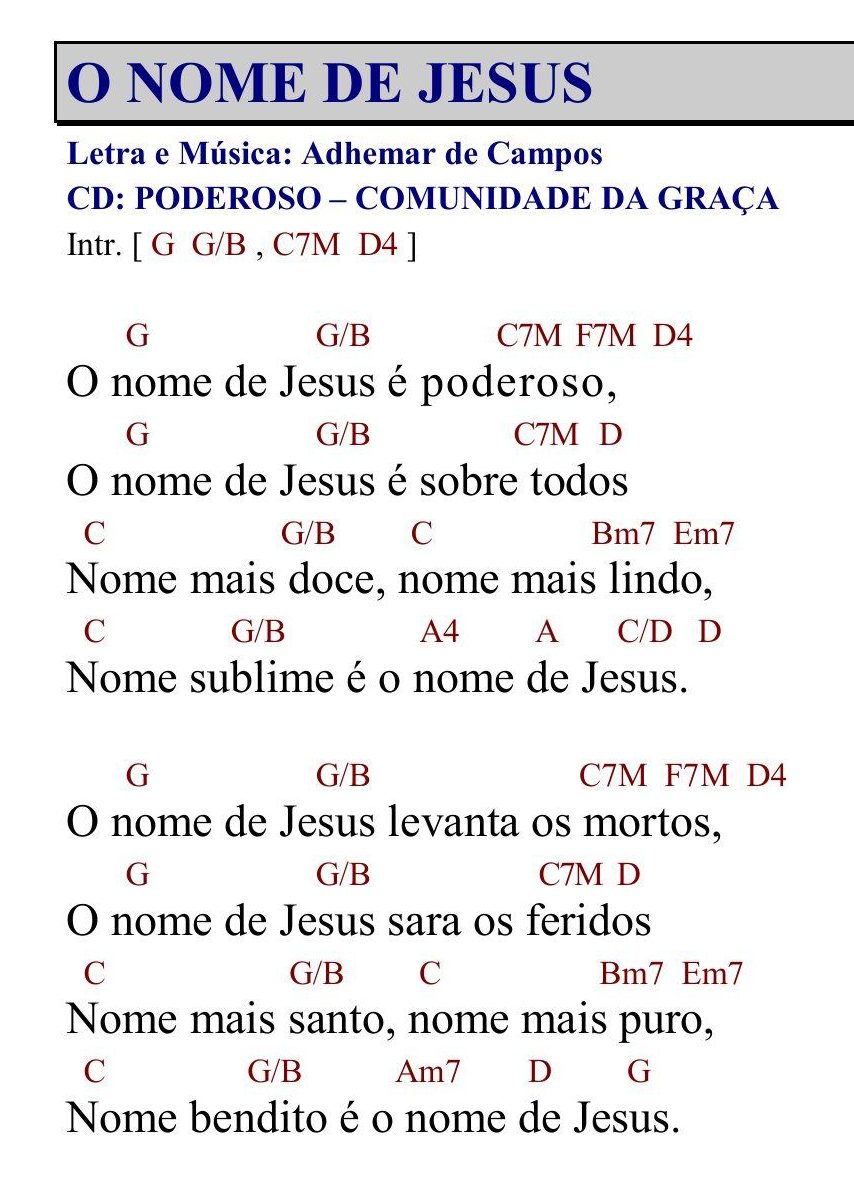 O NOME DE JESUS
Letra e Música: Adhemar de Campos
CD: PODEROSO – COMUNIDADE DA GRAÇA
Intr. [ G  G/B , C7M  D4 ]
G G/B C7M F7M D4
O nome de Jesus é poderoso,
G G/B C7M D
O nome de Jesus é sobre todos
C G/B C Bm7 Em7
Nome mais doce, nome mais lindo,
C G/B A4 A C/D D
Nome sublime é o nome de Jesus.
G G/B C7M F7M D4
O nome de Jesus levanta os mortos,
G G/B C7M D
O nome de Jesus sara os feridos
C G/B C Bm7 Em7
Nome mais santo, nome mais puro,
C G/B Am7 D G
Nome bendito é o nome de Jesus.